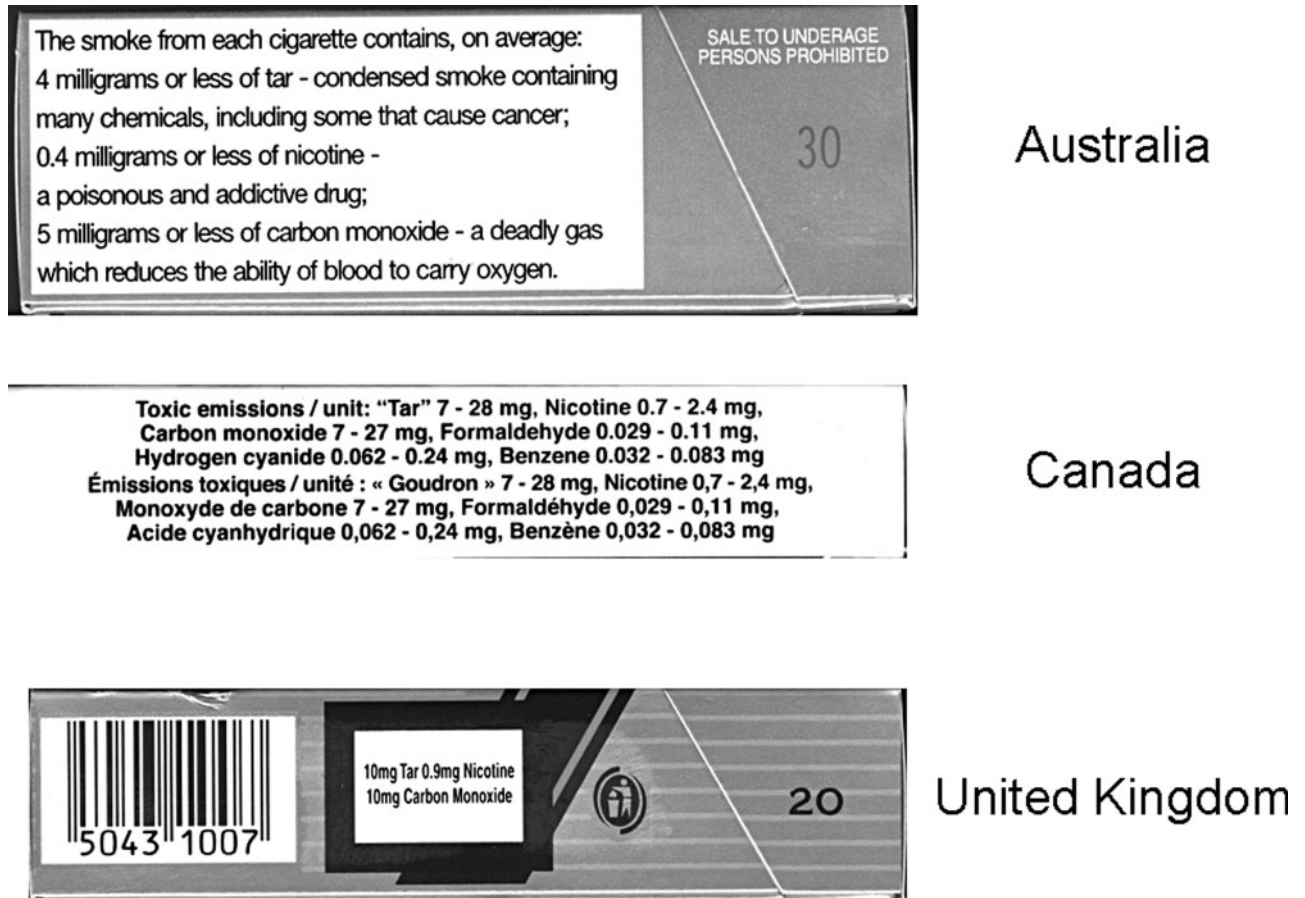 The smoke from each cigarette contains, on average:
4 milligrams or less of tar - condensed smoke containing
many chemicals, including some that cause cancer;
0.4 milligrams or less of nicotine -
a poisonous and addictive drug;
5 milligrams or less of carbon monoxide - a deadly gas
which reduces the ability of blood to carry oxygen.
SALE TO UNDERAGE
PERSONS PROHIBITED
30
Australia
Toxic emissions / unit: “Tar” 7 - 28 mg, Nicotine 0.7 - 2.4 mg,
Carbon monoxide 7 - 27 mg, Formaldehyde 0.029 - 0.11 mg,
Hydrogen cyanide 0.062 - 0.24 mg, Benzene 0.032 - 0.083 mg
Émissions toxiques / unité : « Goudron » 7 - 28 mg, Nicotine 0,7 - 2,4 mg,
Monoxyde de carbone 7 - 27 mg, Formaldéhyde 0,029 - 0,11 mg,
Acide cyanhydrique 0,062 - 0,24 mg, Benzène 0,032 - 0,083 mg
Canada
10mg Tar 0.9mg Nicotine
10mg Carbon Monoxide
5043 1007
20
United Kingdom